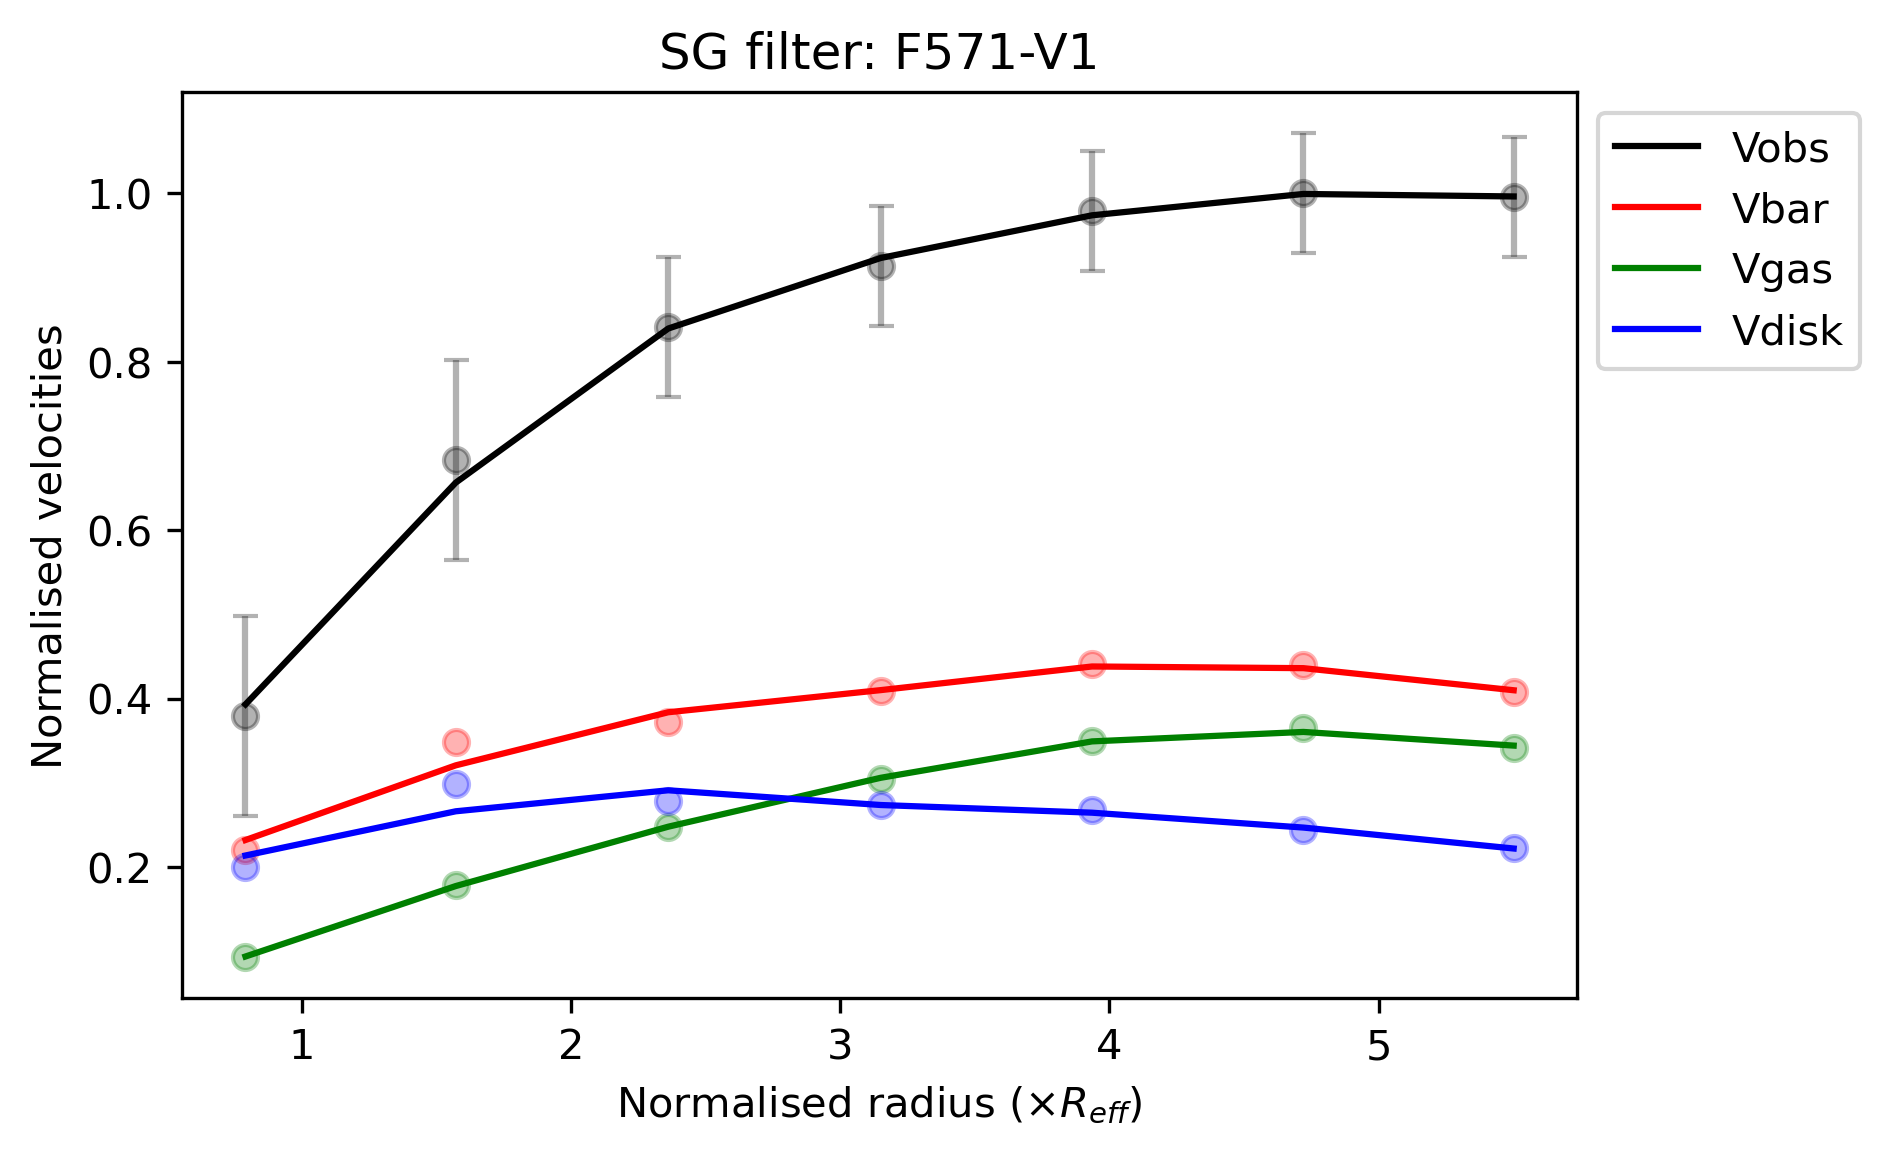 SG filter: F571-V1
Normalised velocities
1.0
0.8
0.6
0.4
0.2
1 2 3 4 5
Normalised radius (×R_eff)
Vobs
Vbar
Vgas
Vdisk